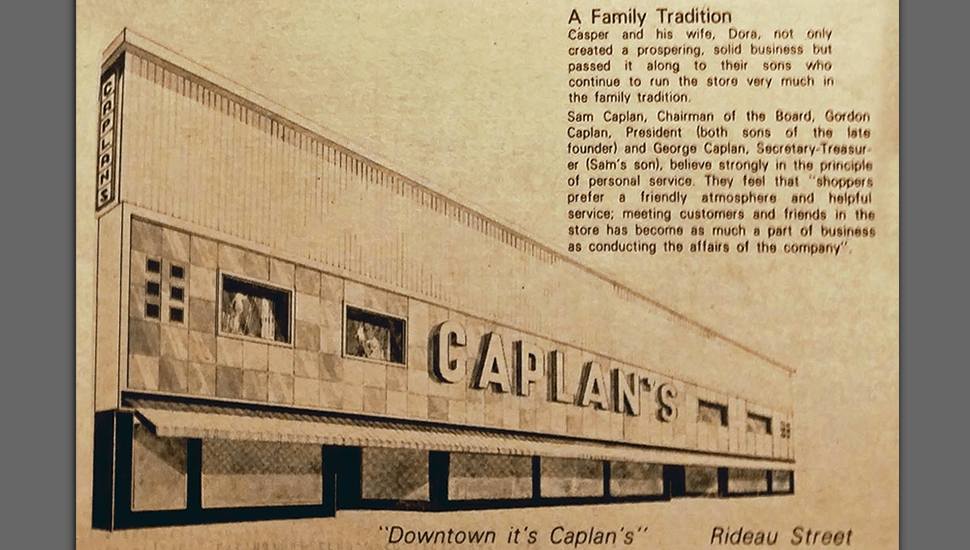 A Family Tradition
Casper and his wife, Dora, not only
created a prospering, solid business but
passed it along to their sons who
continue to run the store very much in
the family tradition.
Sam Caplan, Chairman of the Board, Gordon
Caplan, President (both sons of the late
founder) and George Caplan, Secretary-Treasur-
er (Sam's son), believe strongly in the principle
of personal service. They feel that "shoppers
prefer a friendly atmosphere and helpful
service; meeting customers and friends in the
store has become as much a part of business
as conducting the affairs of the company".
CAPLAN'S
CAPLAN'S
"Downtown it's Caplan's" Rideau Street